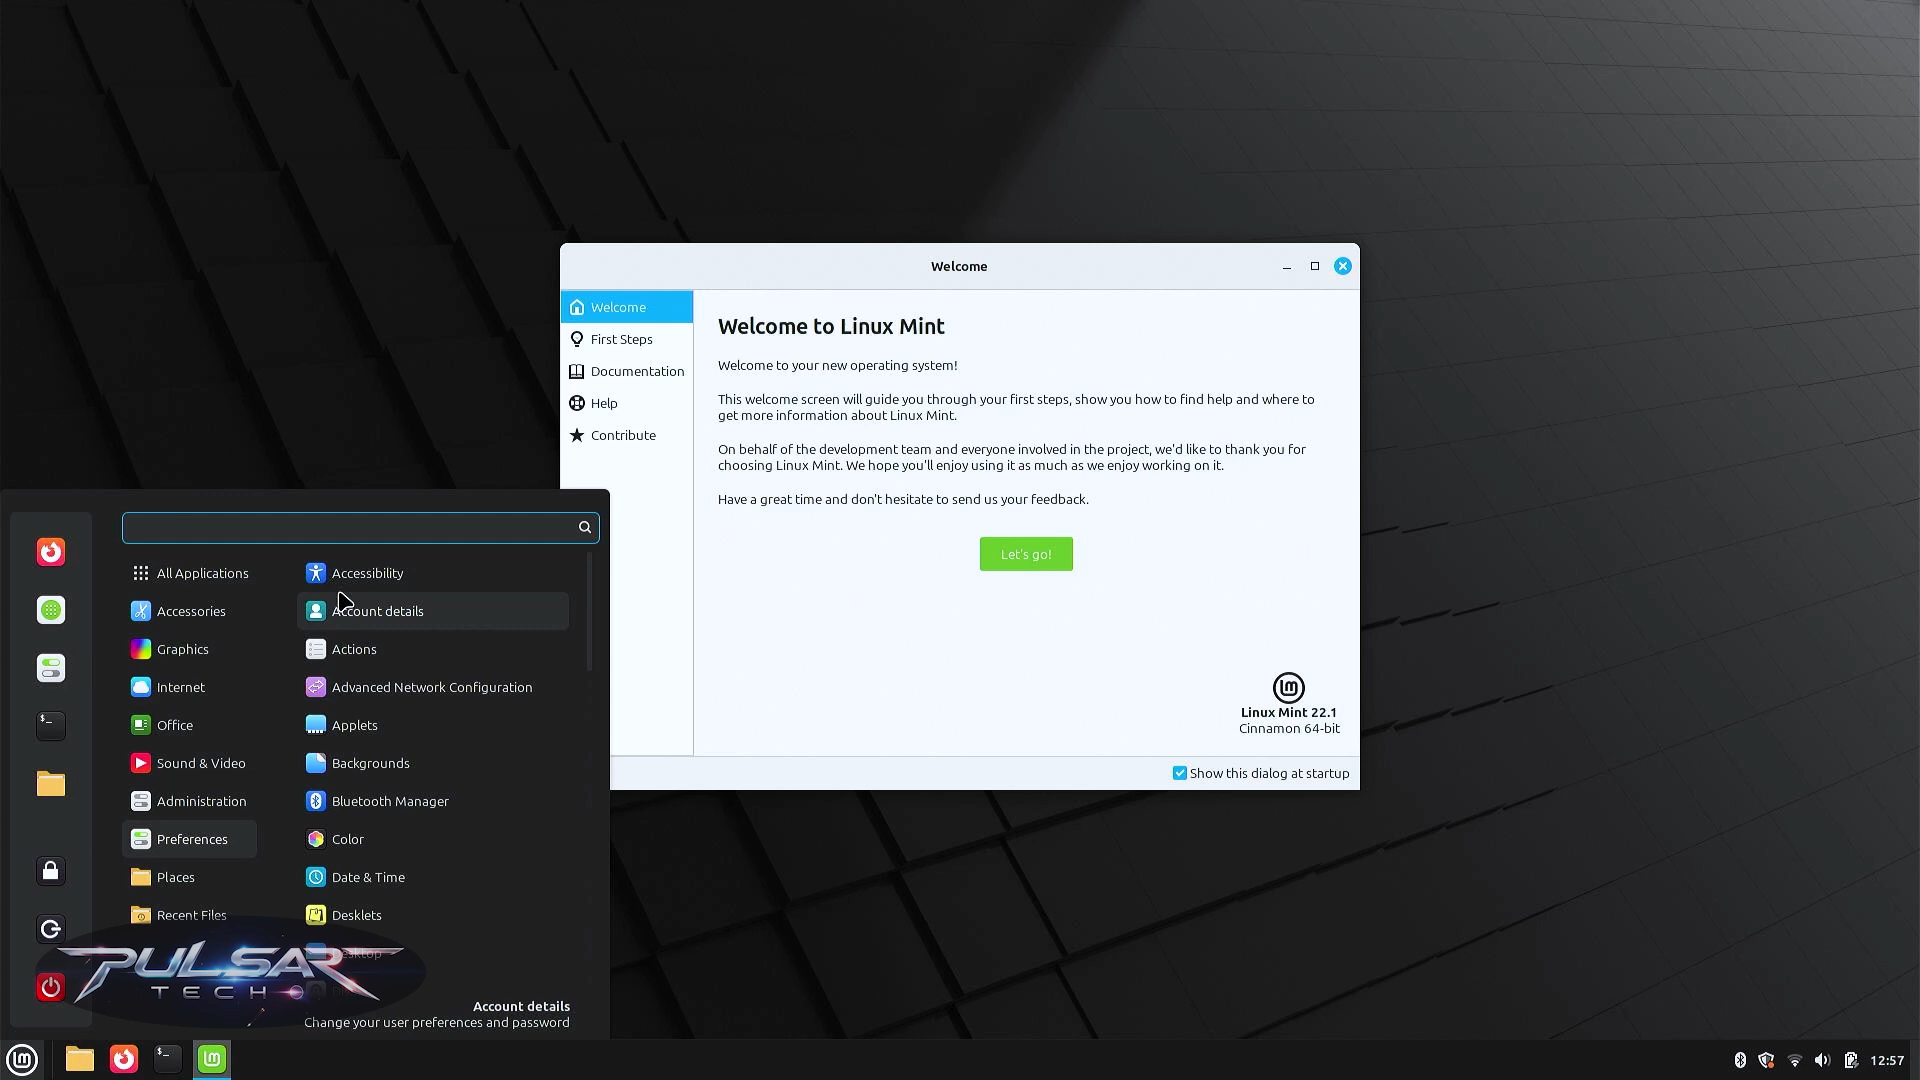 Welcome
Welcome
First Steps
Documentation
Help
Contribute
Welcome to Linux Mint
Welcome to your new operating system!
This welcome screen will guide you through your first steps, show you how to find help and where to
get more information about Linux Mint.
On behalf of the development team and everyone involved in the project, we'd like to thank you for
choosing Linux Mint. We hope you'll enjoy using it as much as we enjoy working on it.
Have a great time and don't hesitate to send us your feedback.
Let's go!
Linux Mint 22.1
Cinnamon 64-bit
Show this dialog at startup
All Applications
Accessories
Graphics
Internet
Office
Sound & Video
Administration
Preferences
Places
Recent Files
Accessibility
Account details
Actions
Advanced Network Configuration
Applets
Backgrounds
Bluetooth Manager
Color
Date & Time
Desklets
Desktop
PULSAR
TECH
Account details
Change your user preferences and password
12:57